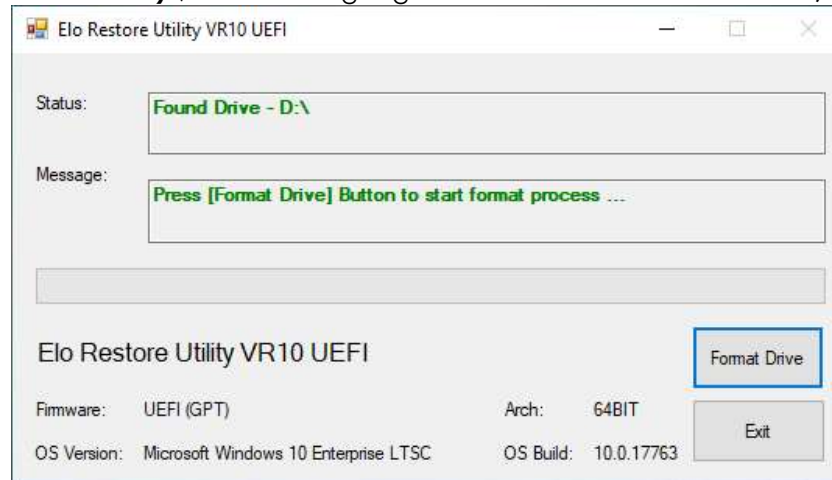 Elo Restore Utility VR10 UEFI
Status:
Found Drive - D:\
Message:
Press [Format Drive] Button to start format process ...
Elo Restore Utility VR10 UEFI
Format Drive
Firmware: UEFI (GPT) Arch: 64BIT
Exit
OS Version: Microsoft Windows 10 Enterprise LTSC OS Build: 10.0.17763